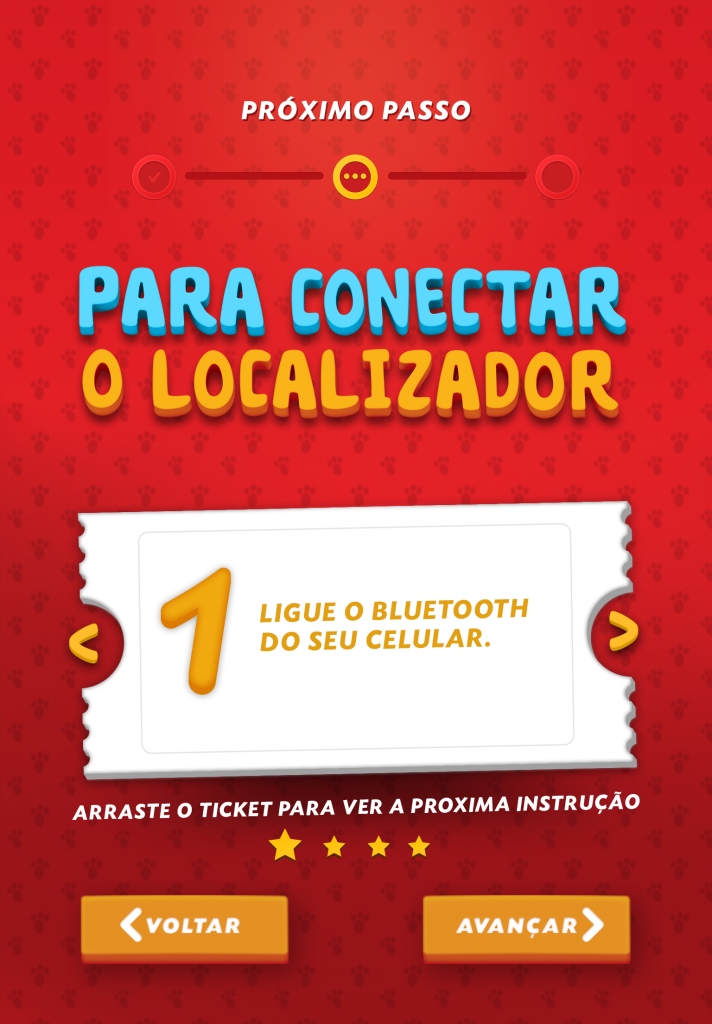 PRÓXIMO PASSO
PARA CONECTAR
O LOCALIZADOR
1
LIGUE O BLUETOOTH
DO SEU CELULAR.
ARRASTE O TICKET PARA VER A PROXIMA INSTRUÇÃO
VOLTAR
AVANÇAR